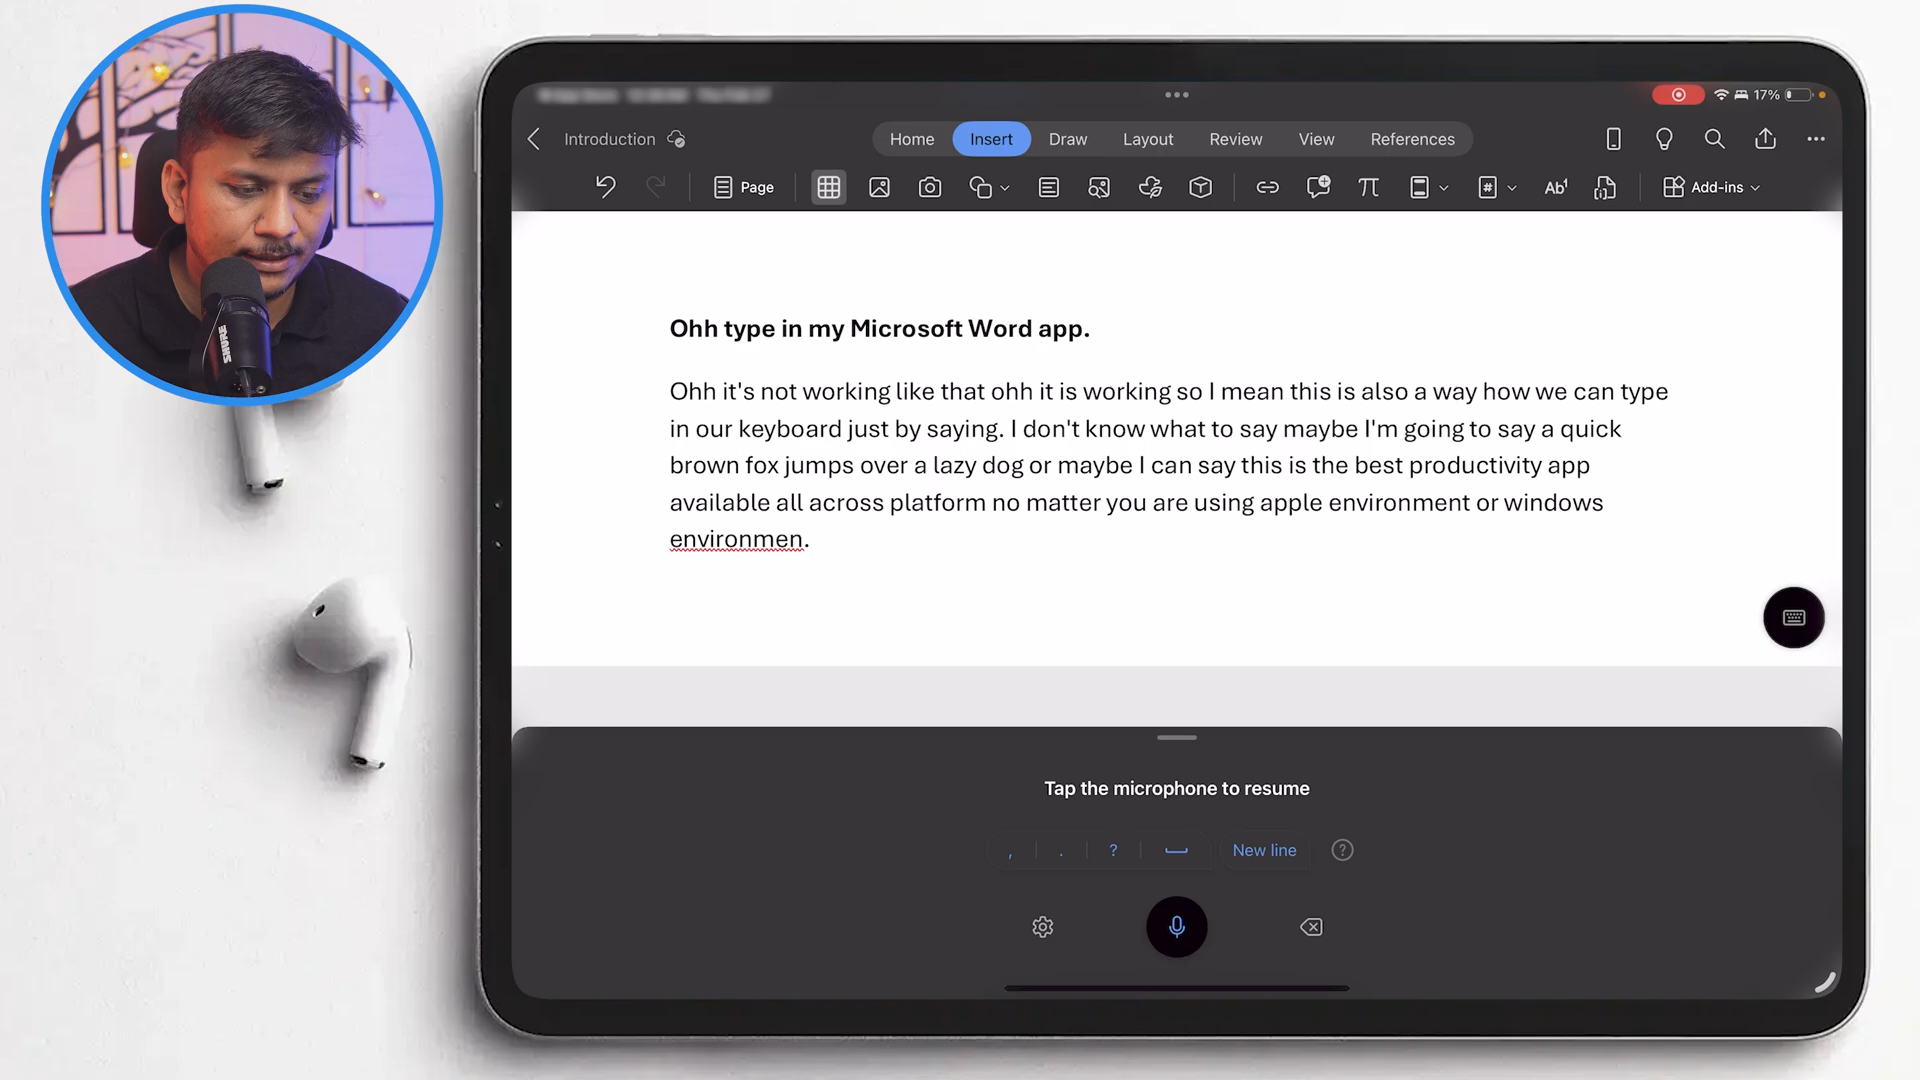 17%
Introduction
Home Insert Draw Layout Review View References
Page
Add-ins
Ohh type in my Microsoft Word app.
Ohh it's not working like that ohh it is working so I mean this is also a way how we can type
in our keyboard just by saying. I don't know what to say maybe I'm going to say a quick
brown fox jumps over a lazy dog or maybe I can say this is the best productivity app
available all across platform no matter you are using apple environment or windows
environmen.
Tap the microphone to resume
, . ? New line ?
SHURE